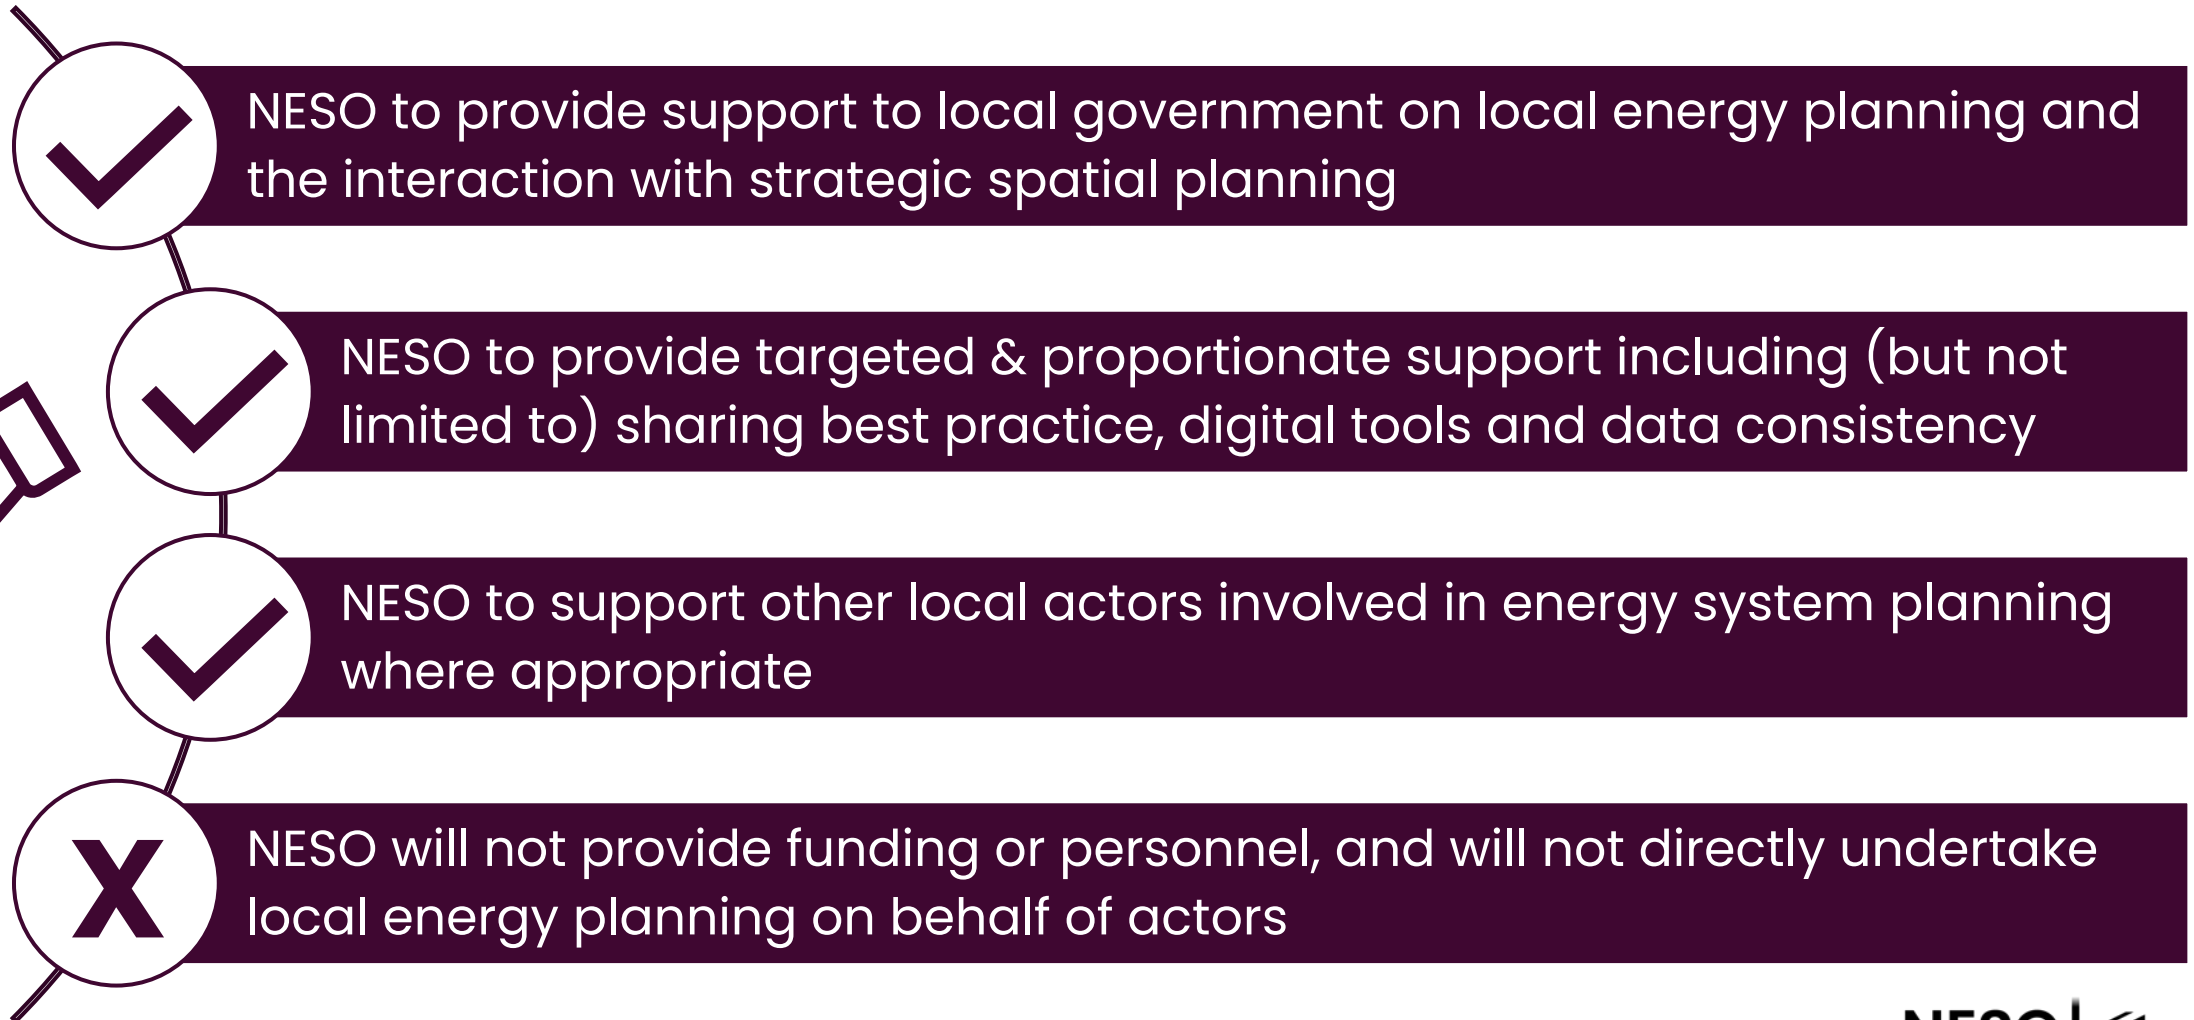 NESO to provide support to local government on local energy planning and
the interaction with strategic spatial planning
NESO to provide targeted & proportionate support including (but not
limited to) sharing best practice, digital tools and data consistency
NESO to support other local actors involved in energy system planning
where appropriate
X
NESO will not provide funding or personnel, and will not directly undertake
local energy planning on behalf of actors
NESO